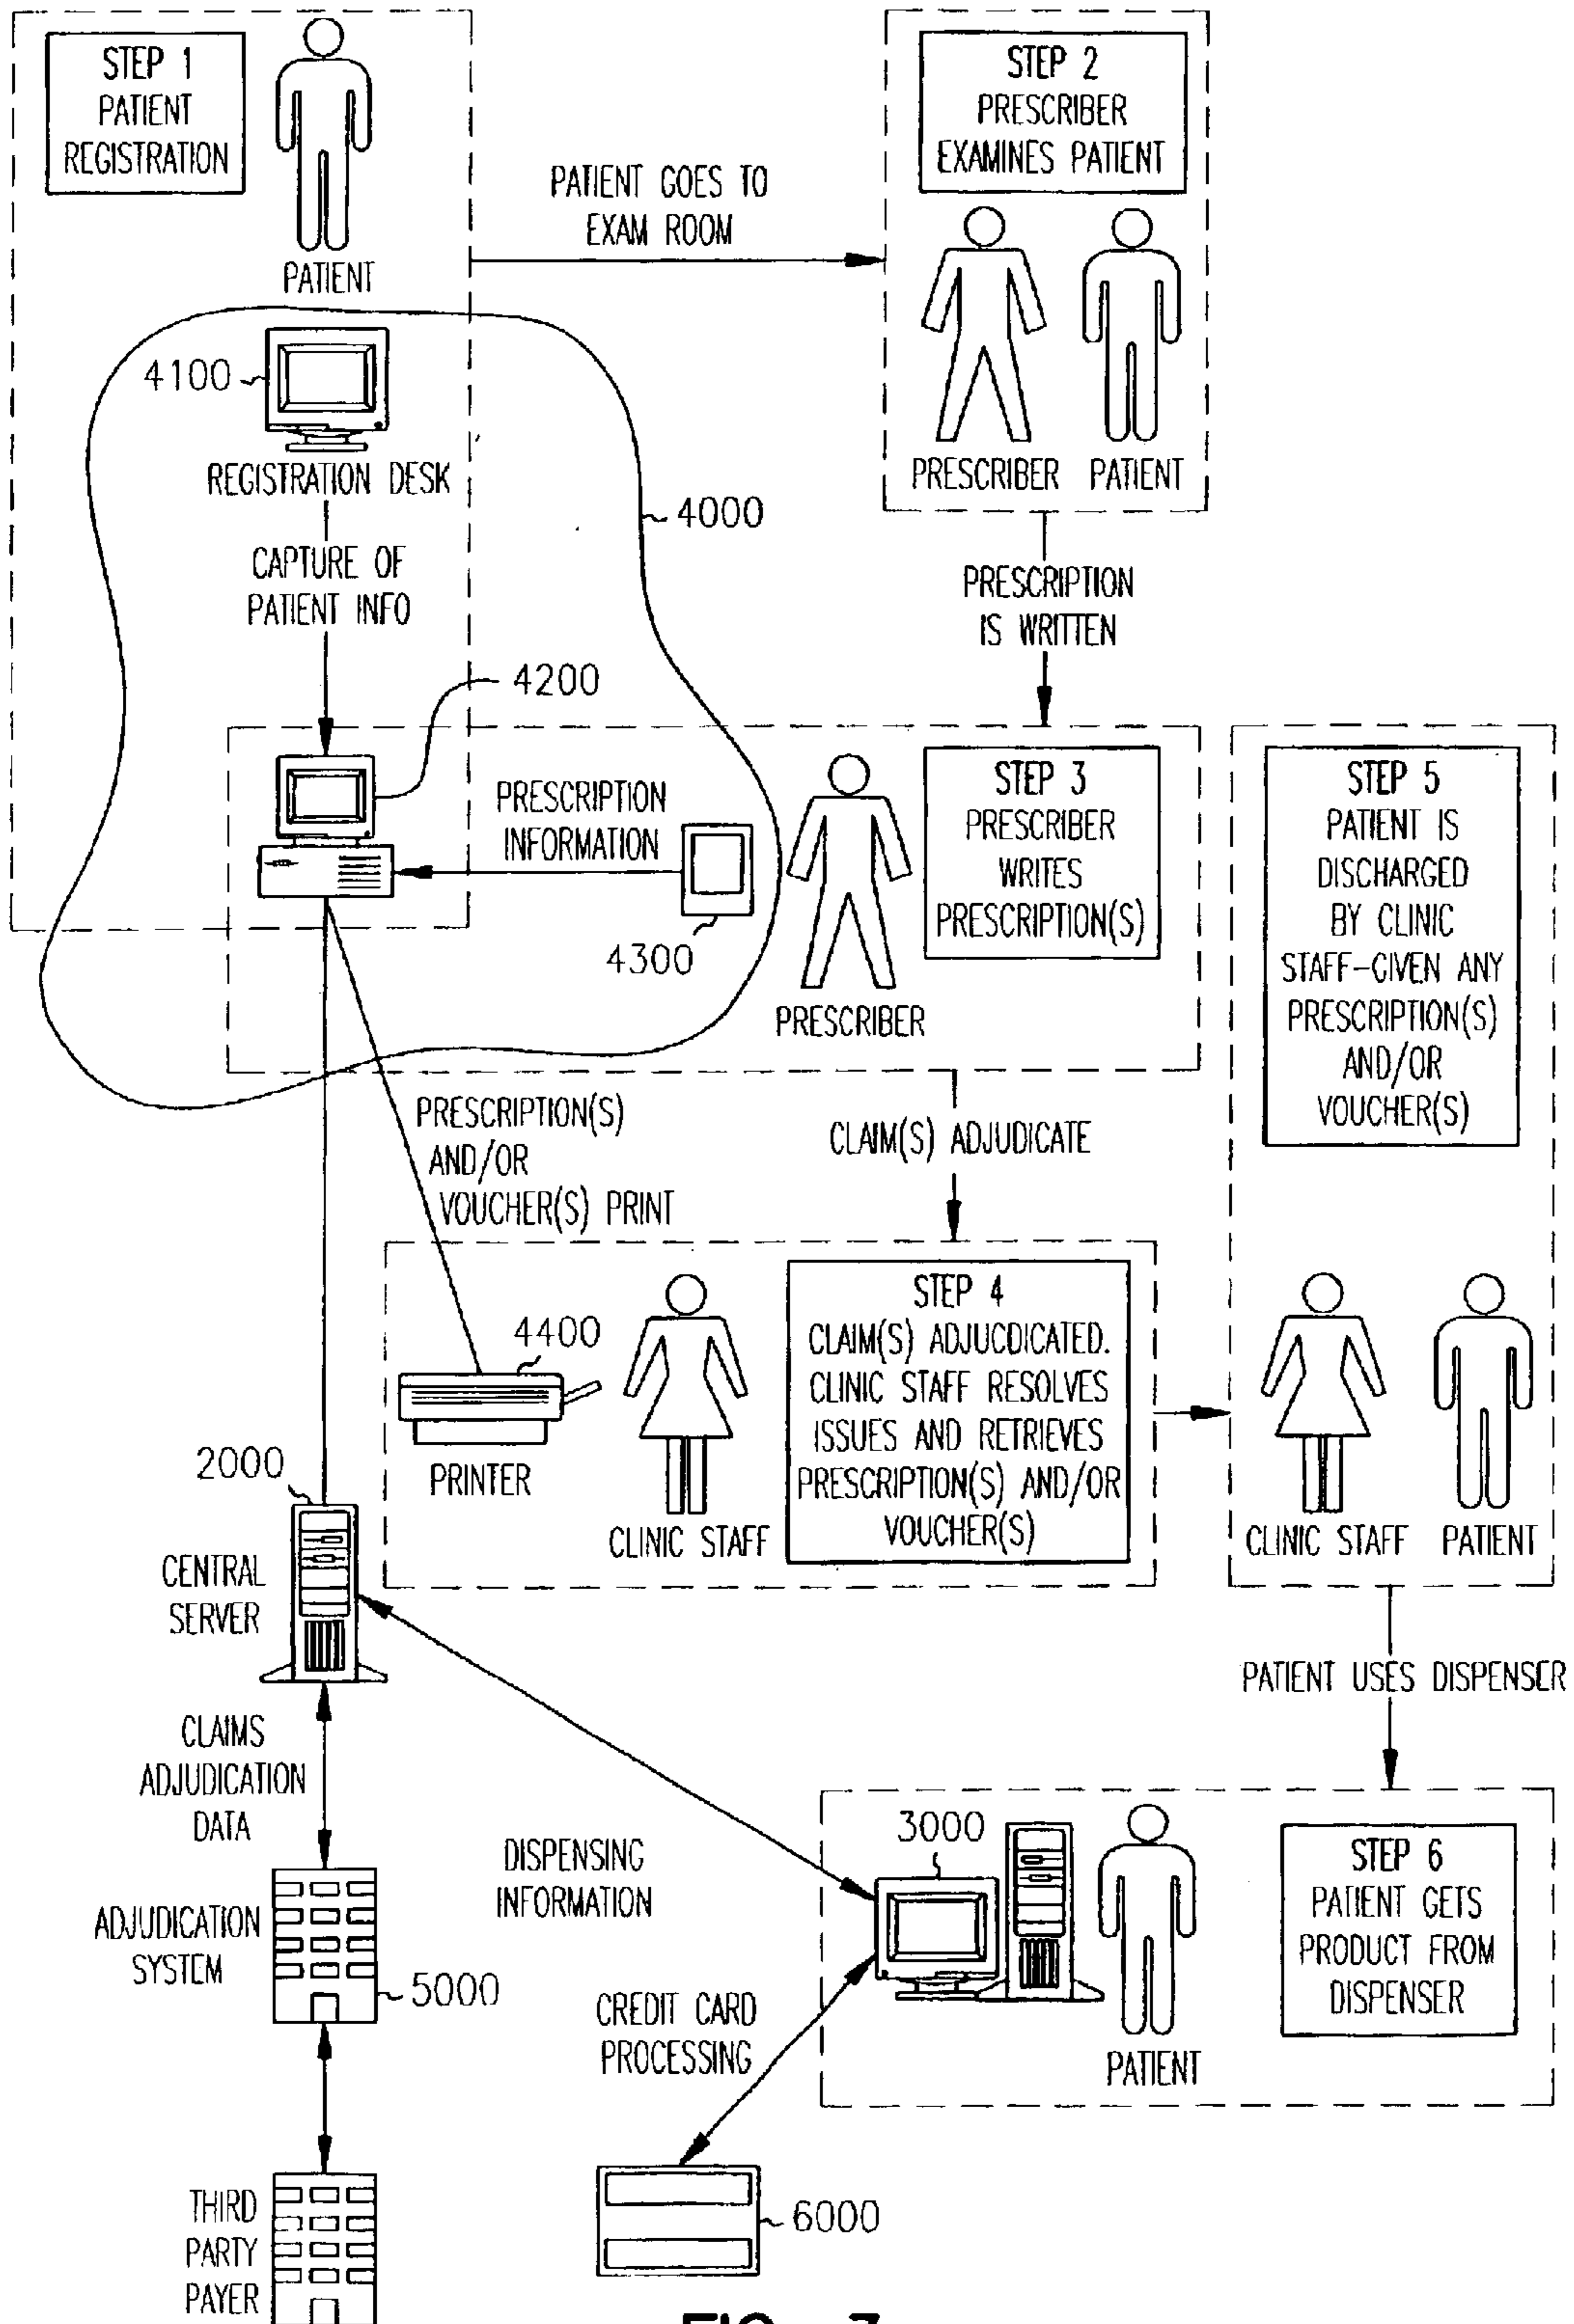 STEP 1
PATIENT
REGISTRATION
PATIENT
PATIENT GOES TO
EXAM ROOM
STEP 2
PRESCRIBER
EXAMINES PATIENT
PRESCRIBER
PATIENT
4100
REGISTRATION DESK
4000
CAPTURE OF
PATIENT INFO
PRESCRIPTION
IS WRITTEN
4200
PRESCRIPTION
INFORMATION
4300
PRESCRIBER
STEP 3
PRESCRIBER
WRITES
PRESCRIPTION(S)
STEP 5
PATIENT IS
DISCHARGED
BY CLINIC
STAFF-GIVEN ANY
PRESCRIPTION(S)
AND/OR
VOUCHER(S)
PRESCRIPTION(S)
AND/OR
VOUCHER(S) PRINT
CLAIM(S) ADJUDICATE
4400
PRINTER
CLINIC STAFF
STEP 4
CLAIM(S) ADJUCDICATED.
CLINIC STAFF RESOLVES
ISSUES AND RETRIEVES
PRESCRIPTION(S) AND/OR
VOUCHER(S)
CLINIC STAFF
PATIENT
2000
CENTRAL
SERVER
PATIENT USES DISPENSER
CLAIMS
ADJUDICATION
DATA
DISPENSING
INFORMATION
3000
PATIENT
STEP 6
PATIENT GETS
PRODUCT FROM
DISPENSER
ADJUDICATION
SYSTEM
5000
CREDIT CARD
PROCESSING
6000
THIRD
PARTY
PAYER